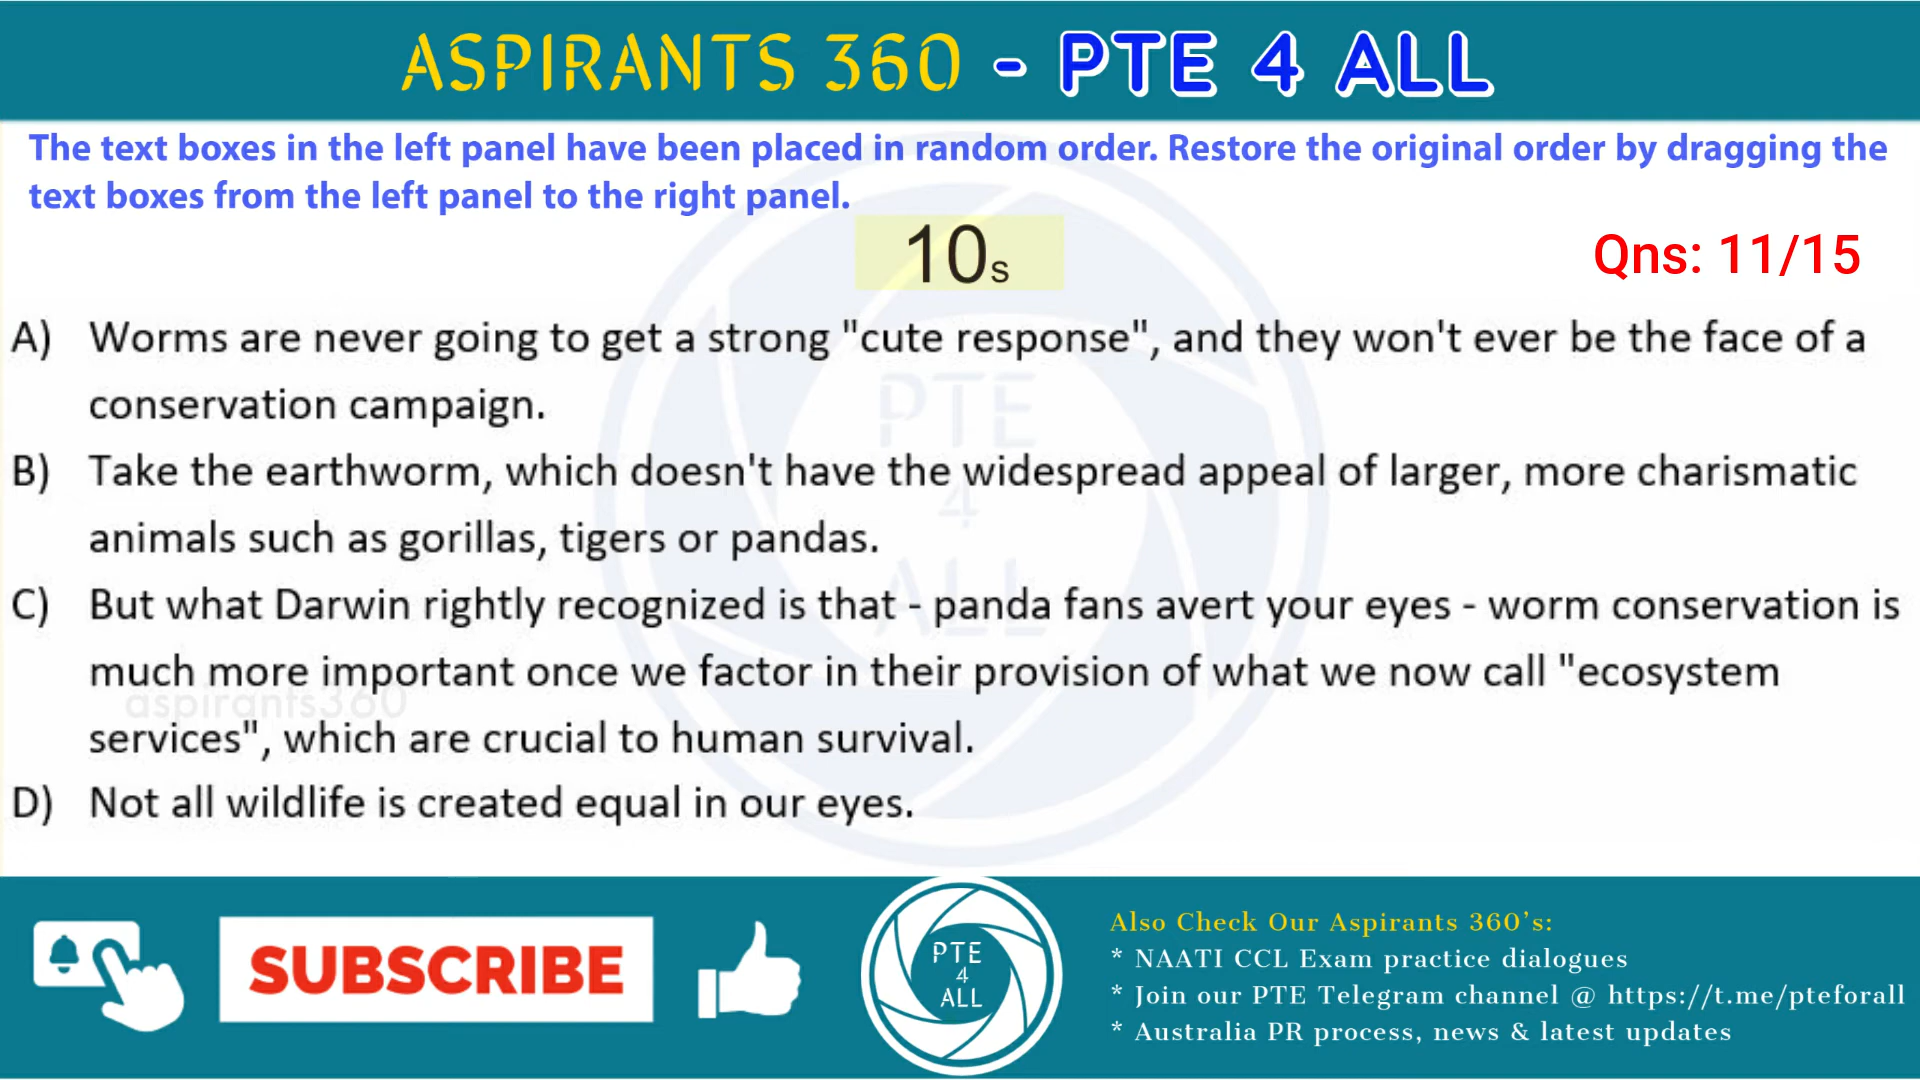 ASPIRANTS 360 - PTE 4 ALL
The text boxes in the left panel have been placed in random order. Restore the original order by dragging the
text boxes from the left panel to the right panel.
10s
Qns: 11/15
A) Worms are never going to get a strong "cute response", and they won't ever be the face of a
conservation campaign.
B) Take the earthworm, which doesn't have the widespread appeal of larger, more charismatic
animals such as gorillas, tigers or pandas.
C) But what Darwin rightly recognized is that - panda fans avert your eyes - worm conservation is
much more important once we factor in their provision of what we now call "ecosystem
services", which are crucial to human survival.
D) Not all wildlife is created equal in our eyes.
PTE
4
ALL
aspirants360
SUBSCRIBE
PTE
4
ALL
Also Check Our Aspirants 360's:
* NAATI CCL Exam practice dialogues
* Join our PTE Telegram channel @ https://t.me/pteforall
* Australia PR process, news & latest updates